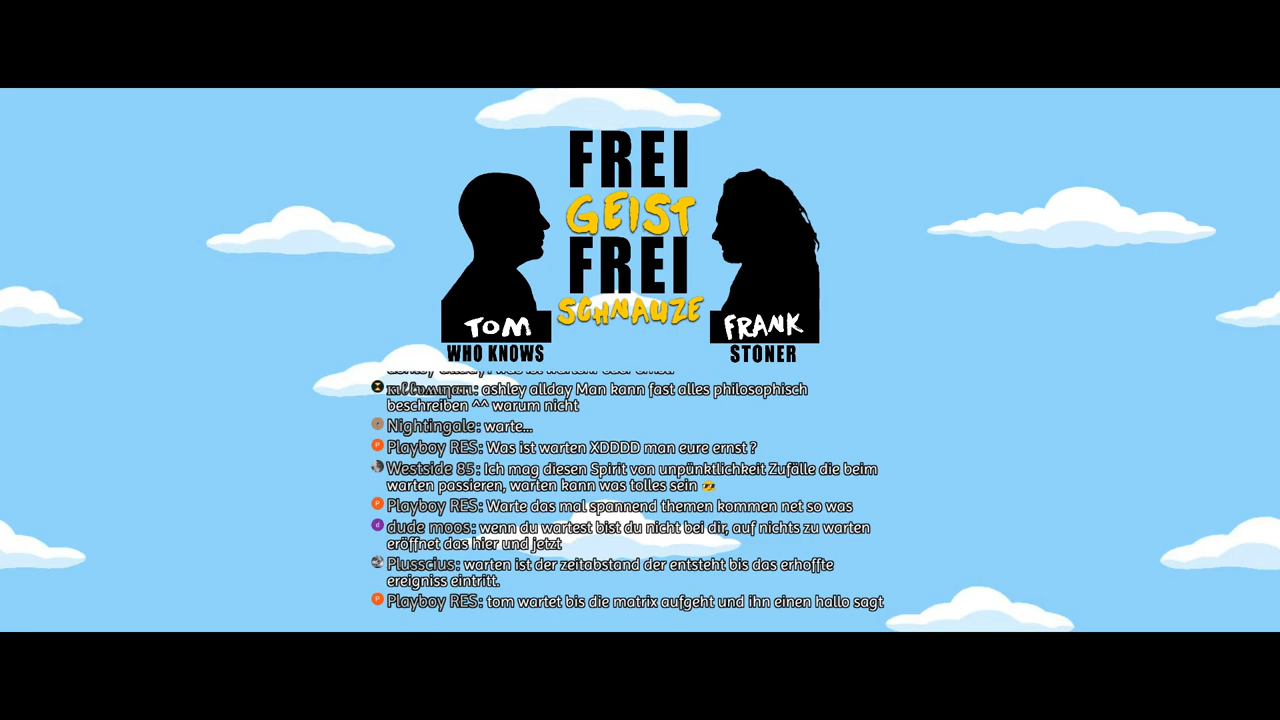 FREI
GEIST
FREI
SCHNAUZE
TOM
WHO KNOWS
FRANK
STONER
ashley allday Man kann fast alles philosophisch
beschreiben ^^ warum nicht
Nightingale: warte...
Playboy RES: Was ist warten XDDDD man eure ernst ?
Westside 85: Ich mag diesen Spirit von unpünktlichkeit Zufälle die beim
warten passieren, warten kann was tolles sein 😎
Playboy RES: Warte das mal spannend themen kommen net so was
dude moos: wenn du wartest bist du nicht bei dir, auf nichts zu warten
eröffnet das hier und jetzt
Plusscius: warten ist der zeitabstand der entsteht bis das erhoffte
ereigniss eintritt.
Playboy RES: tom wartet bis die matrix aufgeht und ihn einen hallo sagt